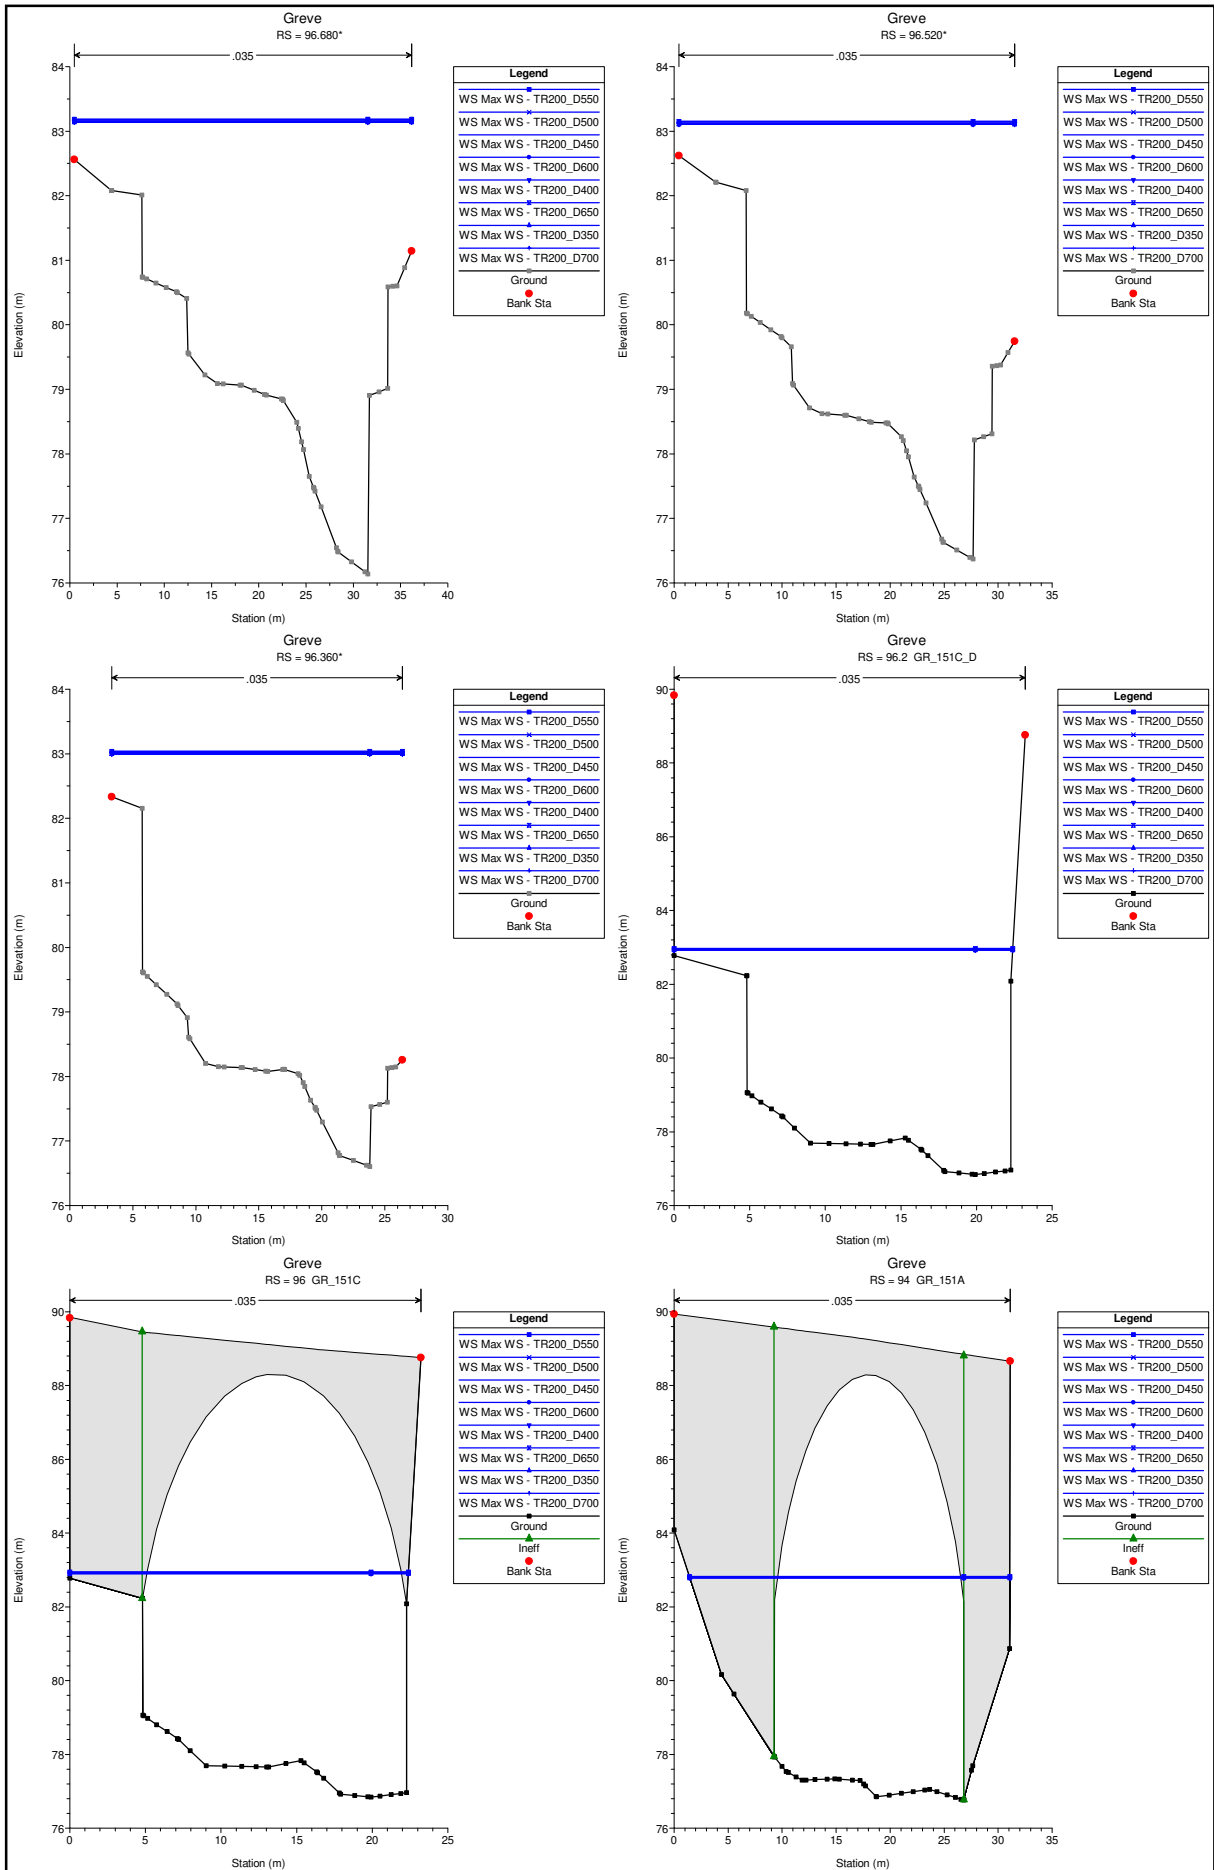 Greve
RS = 96.680*
.035
Elevation (m)
84
83
82
81
80
79
78
77
76
0 5 10 15 20 25 30 35 40
Station (m)
Legend
WS Max WS - TR200_D550
WS Max WS - TR200_D500
WS Max WS - TR200_D450
WS Max WS - TR200_D600
WS Max WS - TR200_D400
WS Max WS - TR200_D650
WS Max WS - TR200_D350
WS Max WS - TR200_D700
Ground
Bank Sta
Greve
RS = 96.520*
.035
Elevation (m)
84
83
82
81
80
79
78
77
76
0 5 10 15 20 25 30 35
Station (m)
Legend
WS Max WS - TR200_D550
WS Max WS - TR200_D500
WS Max WS - TR200_D450
WS Max WS - TR200_D600
WS Max WS - TR200_D400
WS Max WS - TR200_D650
WS Max WS - TR200_D350
WS Max WS - TR200_D700
Ground
Bank Sta
Greve
RS = 96.360*
.035
Elevation (m)
84
83
82
81
80
79
78
77
76
0 5 10 15 20 25 30
Station (m)
Legend
WS Max WS - TR200_D550
WS Max WS - TR200_D500
WS Max WS - TR200_D450
WS Max WS - TR200_D600
WS Max WS - TR200_D400
WS Max WS - TR200_D650
WS Max WS - TR200_D350
WS Max WS - TR200_D700
Ground
Bank Sta
Greve
RS = 96.2 GR_151C_D
.035
Elevation (m)
90
88
86
84
82
80
78
76
0 5 10 15 20 25
Station (m)
Legend
WS Max WS - TR200_D550
WS Max WS - TR200_D500
WS Max WS - TR200_D450
WS Max WS - TR200_D600
WS Max WS - TR200_D400
WS Max WS - TR200_D650
WS Max WS - TR200_D350
WS Max WS - TR200_D700
Ground
Bank Sta
Greve
RS = 96 GR_151C
.035
Elevation (m)
90
88
86
84
82
80
78
76
0 5 10 15 20 25
Station (m)
Legend
WS Max WS - TR200_D550
WS Max WS - TR200_D500
WS Max WS - TR200_D450
WS Max WS - TR200_D600
WS Max WS - TR200_D400
WS Max WS - TR200_D650
WS Max WS - TR200_D350
WS Max WS - TR200_D700
Ground
Ineff
Bank Sta
Greve
RS = 94 GR_151A
.035
Elevation (m)
90
88
86
84
82
80
78
76
0 5 10 15 20 25 30 35
Station (m)
Legend
WS Max WS - TR200_D550
WS Max WS - TR200_D500
WS Max WS - TR200_D450
WS Max WS - TR200_D600
WS Max WS - TR200_D400
WS Max WS - TR200_D650
WS Max WS - TR200_D350
WS Max WS - TR200_D700
Ground
Ineff
Bank Sta